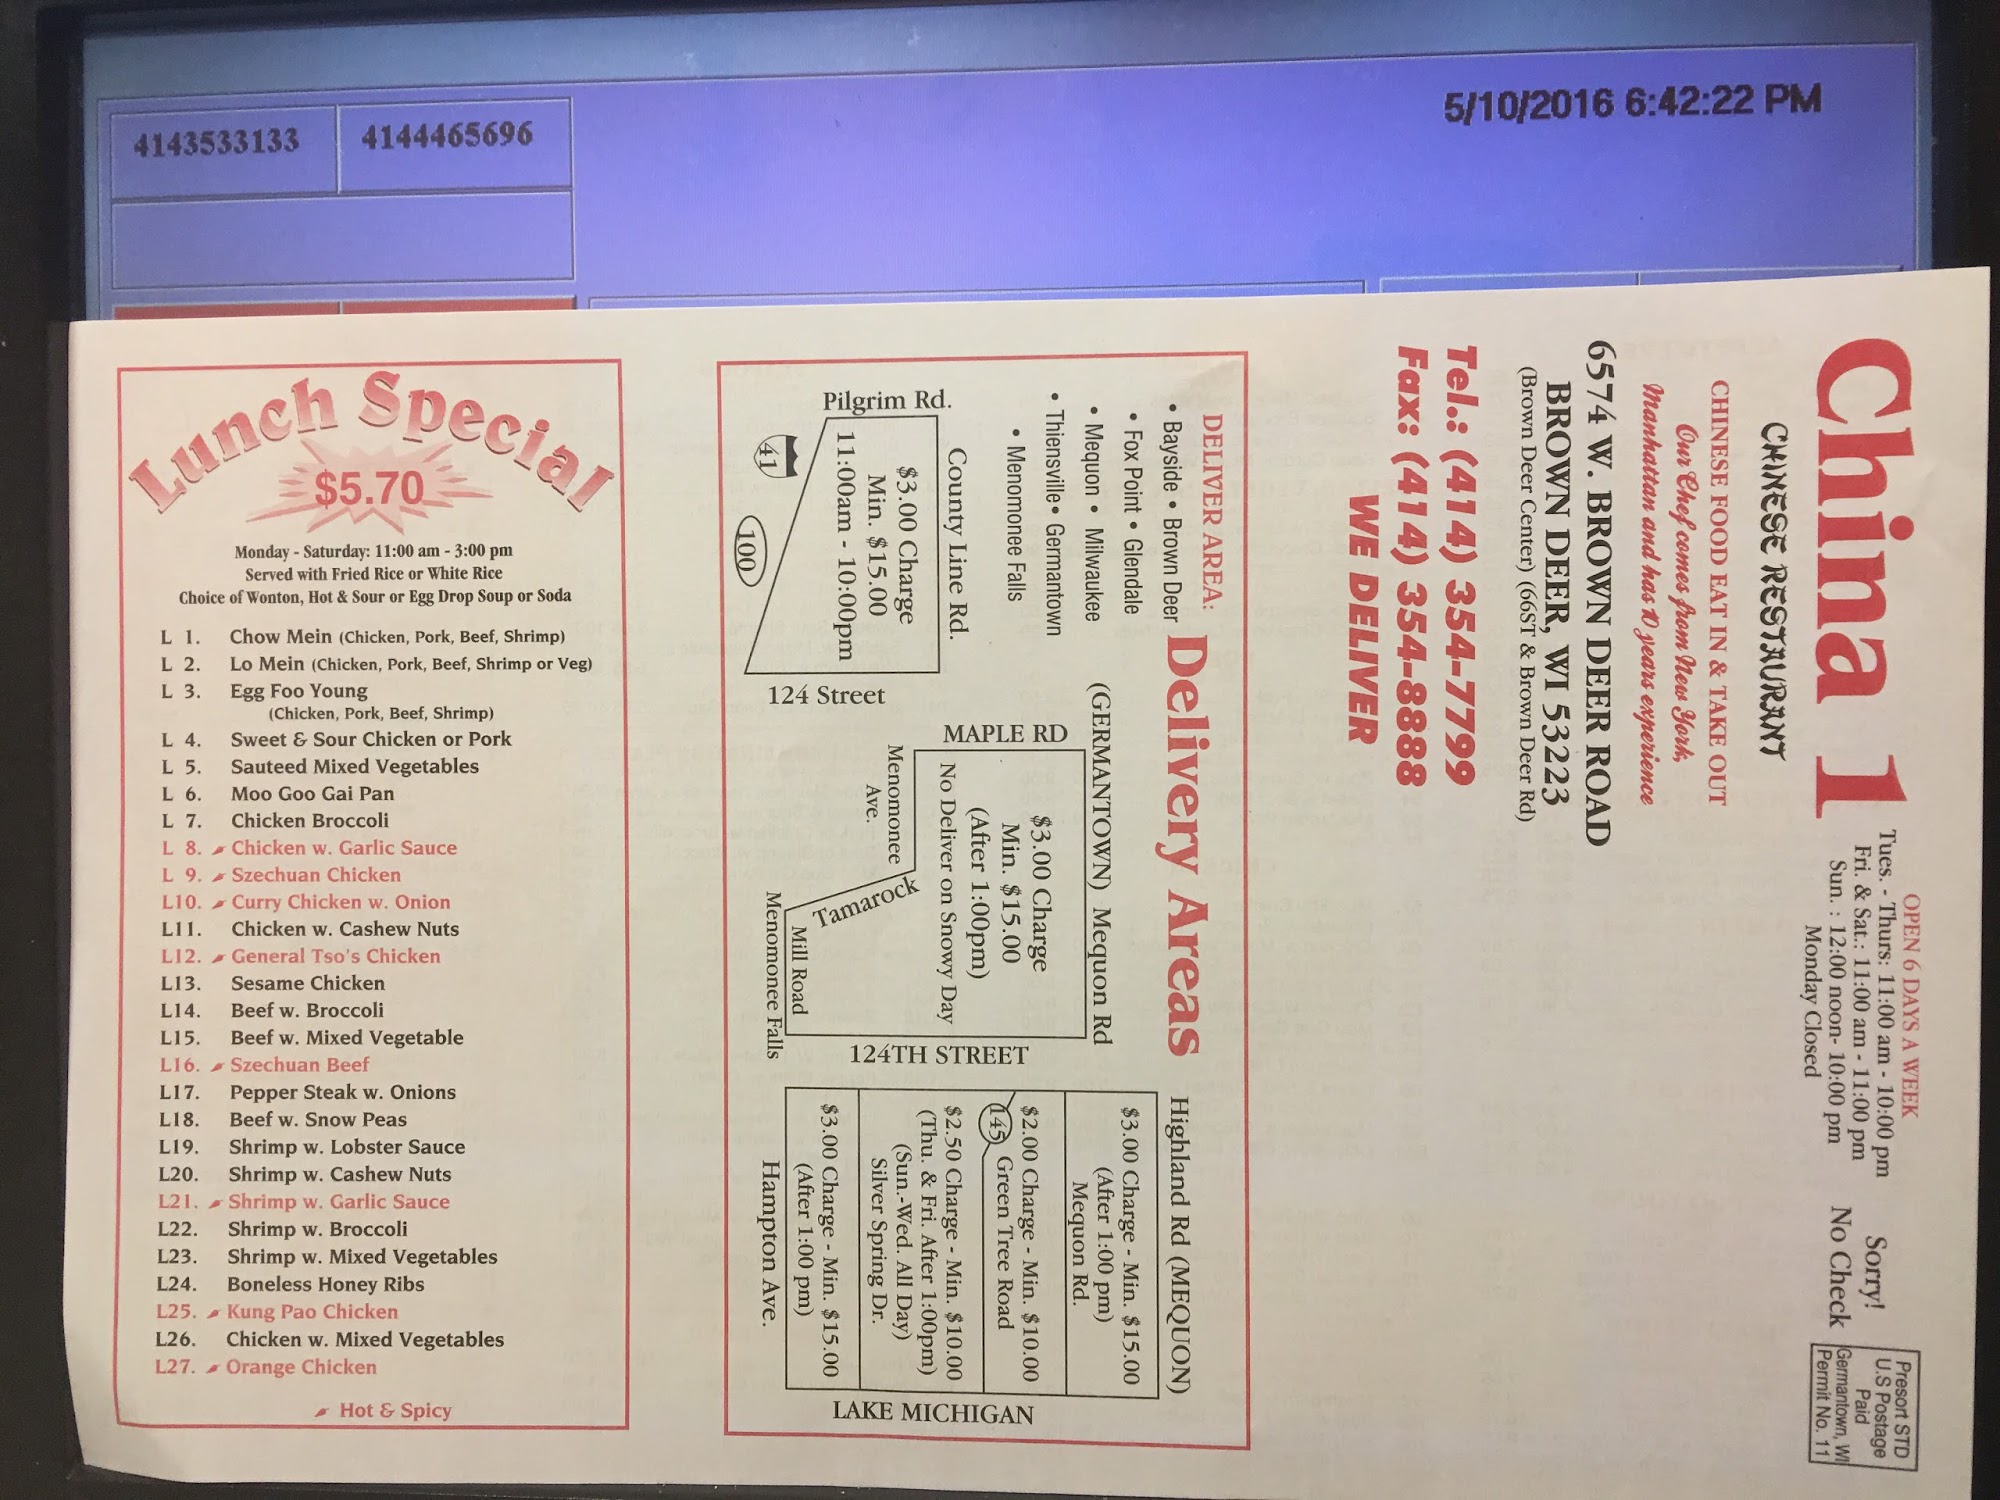 4143533133
4144465696
5/10/2016 6:42:22 PM
Lunch Special
$5.70
Monday - Saturday: 11:00 am - 3:00 pm
Served with Fried Rice or White Rice
Choice of Wonton, Hot & Sour or Egg Drop Soup or Soda
L 1. Chow Mein (Chicken, Pork, Beef, Shrimp)
L 2. Lo Mein (Chicken, Pork, Beef, Shrimp or Veg)
L 3. Egg Foo Young
(Chicken, Pork, Beef, Shrimp)
L 4. Sweet & Sour Chicken or Pork
L 5. Sauteed Mixed Vegetables
L 6. Moo Goo Gai Pan
L 7. Chicken Broccoli
L 8. Chicken w. Garlic Sauce
L 9. Szechuan Chicken
L10. Curry Chicken w. Onion
L11. Chicken w. Cashew Nuts
L12. General Tso's Chicken
L13. Sesame Chicken
L14. Beef w. Broccoli
L15. Beef w. Mixed Vegetable
L16. Szechuan Beef
L17. Pepper Steak w. Onions
L18. Beef w. Snow Peas
L19. Shrimp w. Lobster Sauce
L20. Shrimp w. Cashew Nuts
L21. Shrimp w. Garlic Sauce
L22. Shrimp w. Broccoli
L23. Shrimp w. Mixed Vegetables
L24. Boneless Honey Ribs
L25. Kung Pao Chicken
L26. Chicken w. Mixed Vegetables
L27. Orange Chicken
Hot & Spicy
China 1
CHINESE RESTAURANT
CHINESE FOOD EAT IN & TAKE OUT
Our Chef comes from New York,
Manhattan and has 10 years experience
6574 W. BROWN DEER ROAD
BROWN DEER, WI 53223
(Brown Deer Center) (66ST & Brown Deer Rd)
Tel.: (414) 354-7799
Fax: (414) 354-8888
WE DELIVER
OPEN 6 DAYS A WEEK
Tues. - Thurs: 11:00 am - 10:00 pm
Fri. & Sat.: 11:00 am - 11:00 pm
Sun. : 12:00 noon- 10:00 pm
Monday Closed
Sorry!
No Check
Presort STD
U.S Postage
Paid
Germantown, WI
Permit No. 11
Delivery Areas
DELIVER AREA:
• Bayside • Brown Deer
• Fox Point • Glendale
• Mequon • Milwaukee
• Thiensville• Germantown
• Menomonee Falls
County Line Rd.
Pilgrim Rd.
$3.00 Charge
Min. $15.00
11:00am - 10:00pm
41
100
124 Street
(GERMANTOWN) Mequon Rd
MAPLE RD
$3.00 Charge
Min. $15.00
(After 1:00pm)
No Deliver on Snowy Day
Menomonee
Ave.
Tamarock
Mill Road
Menomonee Falls
124TH STREET
Highland Rd (MEQUON)
$3.00 Charge - Min. $15.00
(After 1:00 pm)
Mequon Rd.
$2.00 Charge - Min. $10.00
145 Green Tree Road
$2.50 Charge - Min. $10.00
(Thu. & Fri. After 1:00pm)
(Sun.-Wed. All Day)
Silver Spring Dr.
$3.00 Charge - Min. $15.00
(After 1:00 pm)
Hampton Ave.
LAKE MICHIGAN